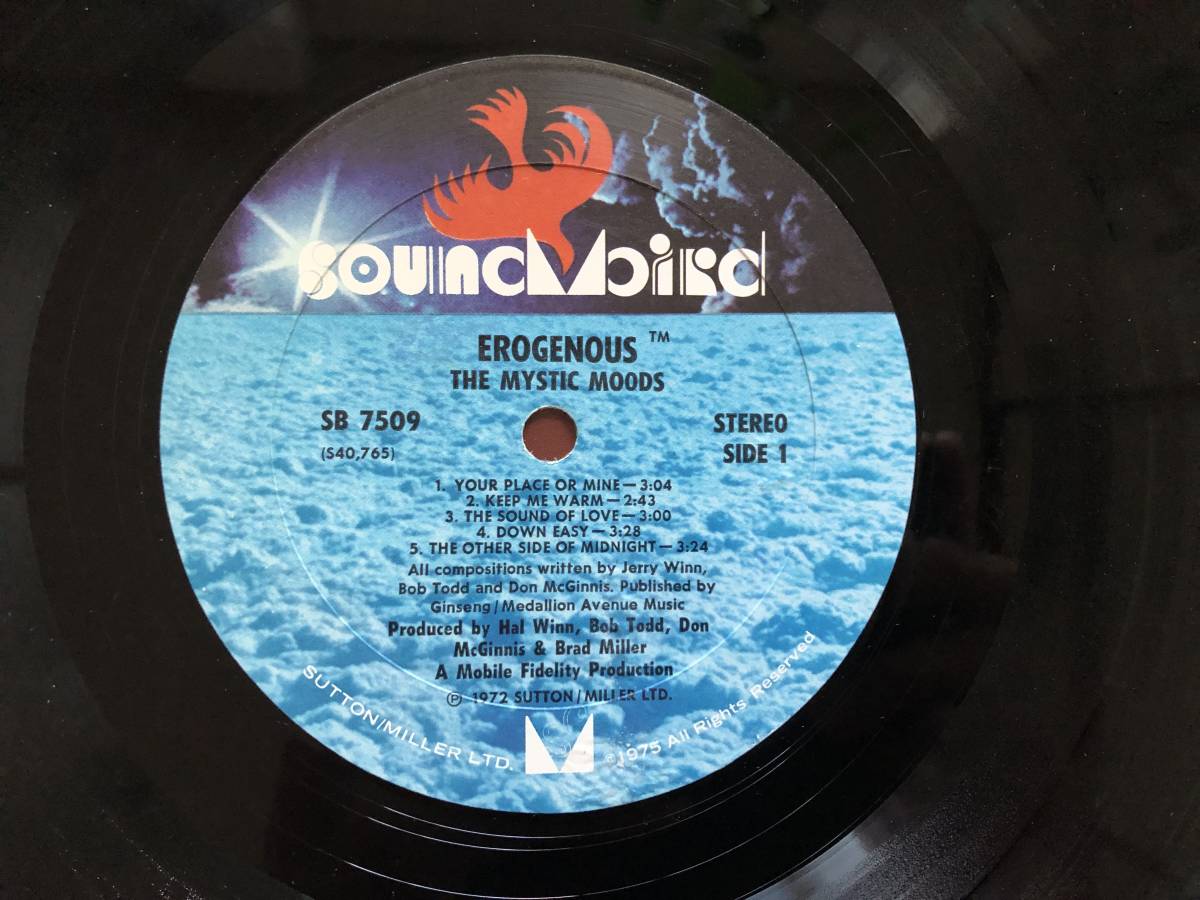 soundbird
EROGENOUS ™
THE MYSTIC MOODS
SB 7509
(S40,765)
STEREO
SIDE 1
1. YOUR PLACE OR MINE—3:04
2. KEEP ME WARM—2:43
3. THE SOUND OF LOVE—3:00
4. DOWN EASY—3:28
5. THE OTHER SIDE OF MIDNIGHT—3:24
All compositions written by Jerry Winn,
Bob Todd and Don McGinnis. Published by
Ginseng/Medallion Avenue Music
Produced by Hal Winn, Bob Todd, Don
McGinnis & Brad Miller
A Mobile Fidelity Production
℗ 1972 SUTTON/MILLER LTD.
SUTTON/MILLER LTD.
©1975 All Rights Reserved